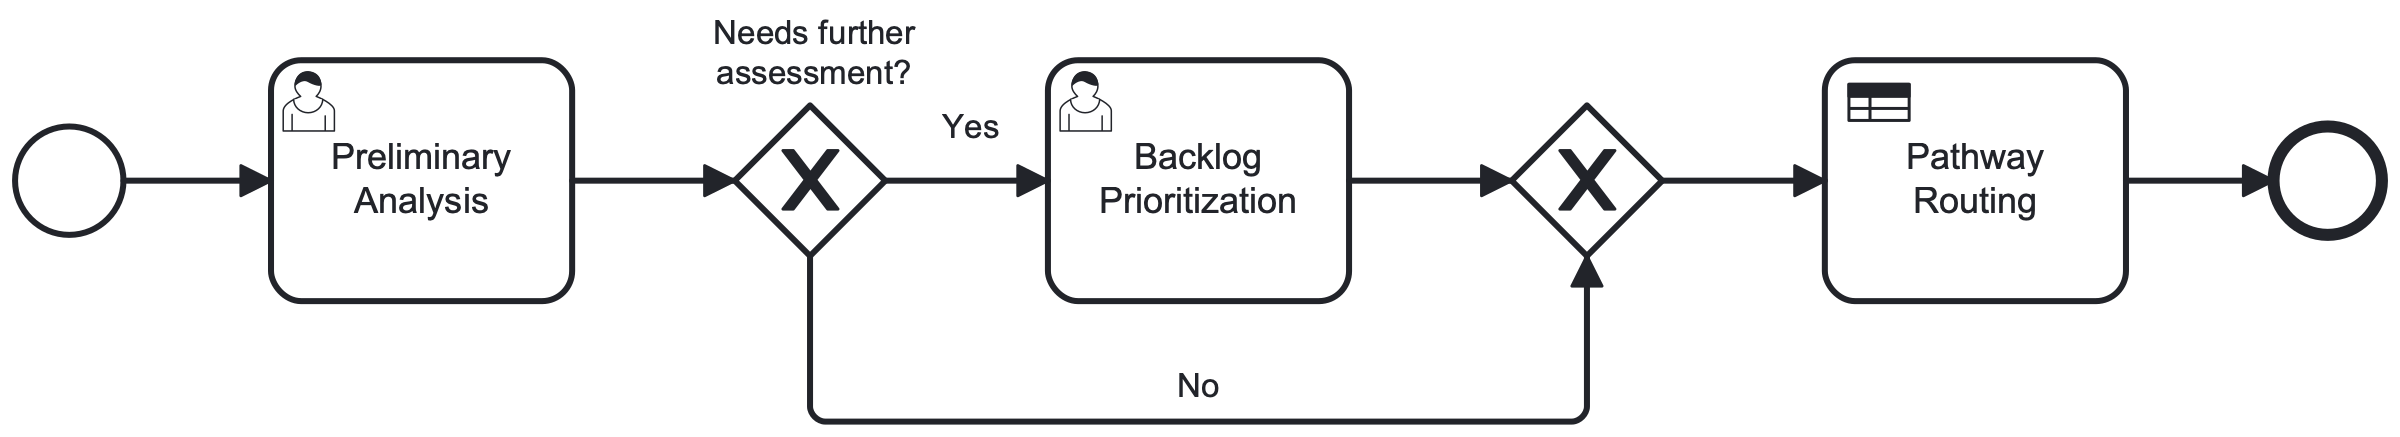 Needs further
assessment?
Preliminary
Analysis
Yes
Backlog
Prioritization
No
Pathway
Routing